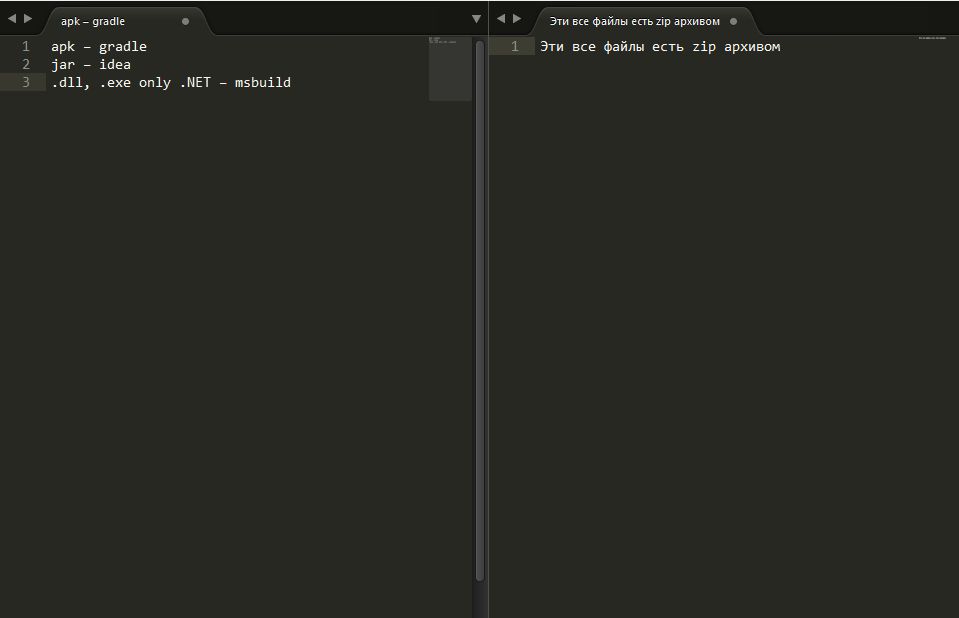 apk – gradle
Эти все файлы есть zip архивом
1 apk – gradle
2 jar – idea
3 .dll, .exe only .NET – msbuild
1 Эти все файлы есть zip архивом